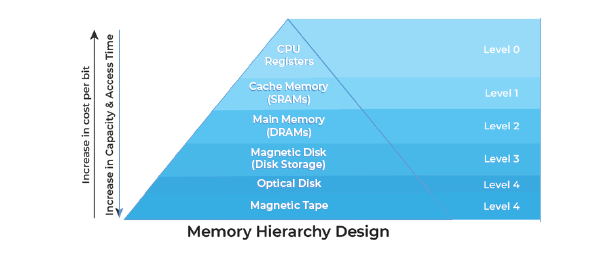 Increase in cost per bit
Increase in Capacity & Access Time
CPU
Registers
Level 0
Cache Memory
(SRAMs)
Level 1
Main Memory
(DRAMs)
Level 2
Magnetic Disk
(Disk Storage)
Level 3
Optical Disk
Level 4
Magnetic Tape
Level 4
Memory Hierarchy Design